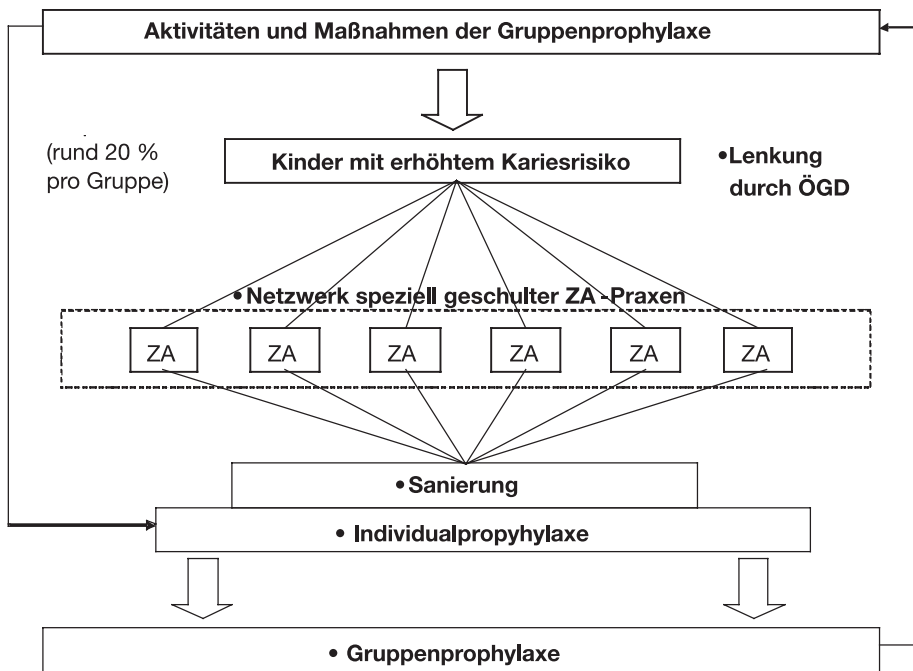 Aktivitäten und Maßnahmen der Gruppenprophylaxe
(rund 20 %
pro Gruppe)
Kinder mit erhöhtem Kariesrisiko
•Lenkung
durch ÖGD
•Netzwerk speziell geschulter ZA-Praxen
ZA ZA ZA ZA ZA ZA
•Sanierung
• Individualpropyhylaxe
• Gruppenprophylaxe